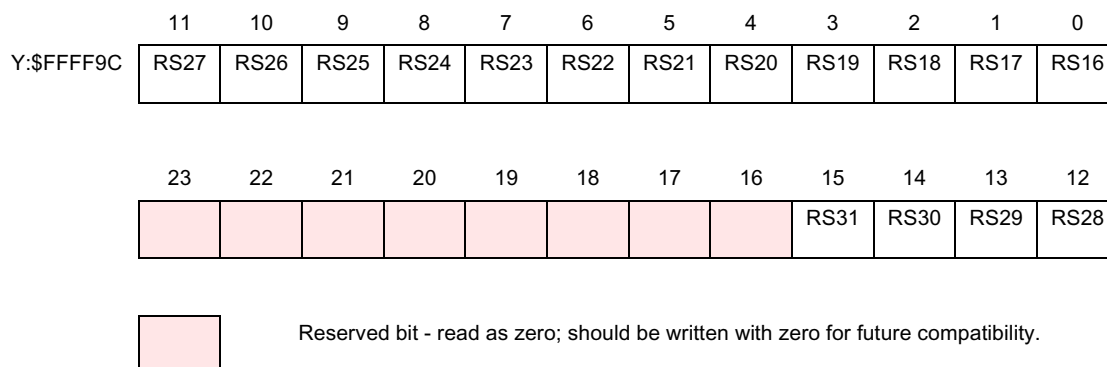 11 10 9 8 7 6 5 4 3 2 1 0
Y:$FFFF9C RS27 RS26 RS25 RS24 RS23 RS22 RS21 RS20 RS19 RS18 RS17 RS16
23 22 21 20 19 18 17 16 15 14 13 12
RS31 RS30 RS29 RS28
Reserved bit - read as zero; should be written with zero for future compatibility.